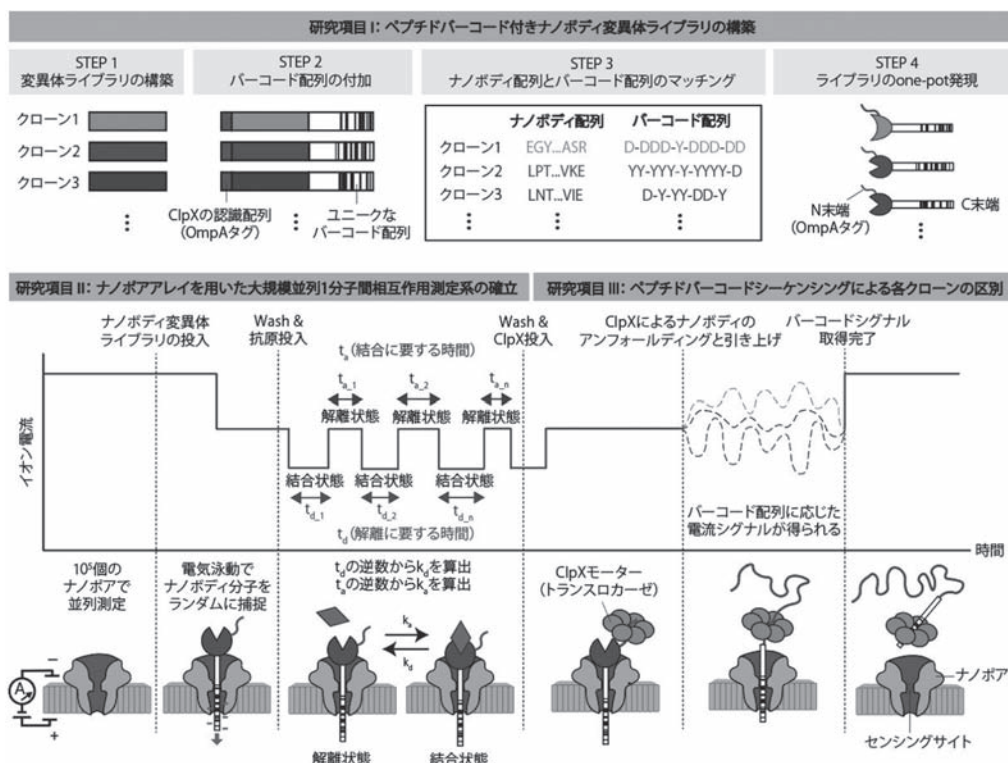 研究項目 I: ペプチドバーコード付きナノボディ変異体ライブラリの構築
STEP 1
変異体ライブラリの構築
STEP 2
バーコード配列の付加
STEP 3
ナノボディ配列とバーコード配列のマッチング
STEP 4
ライブラリのone-pot発現
クローン1
クローン2
クローン3
ClpXの認識配列
(OmpAタグ)
ユニークな
バーコード配列
ナノボディ配列 バーコード配列
クローン1 EGY...ASR D-DDD-Y-DDD-DD
クローン2 LPT...VKE YY-YYY-Y-YYYY-D
クローン3 LNT...VIE D-Y-YY-DD-Y
N末端
(OmpAタグ)
C末端
研究項目 II: ナノポアアレイを用いた大規模並列1分子間相互作用測定系の確立
研究項目 III: ペプチドバーコードシーケンシングによる各クローンの区別
ナノボディ変異体
ライブラリの投入
Wash &
抗原投入
Wash &
ClpX投入
ClpXによるナノボディの
アンフォールディングと引き上げ
バーコードシグナル
取得完了
ta (結合に要する時間)
ta_1
ta_2
ta_n
解離状態
解離状態
解離状態
イオン電流
結合状態
結合状態
結合状態
td_1
td_2
td_n
td (解離に要する時間)
バーコード配列に応じた
電流シグナルが得られる
時間
10⁵個の
ナノポアで
並列測定
電気泳動で
ナノボディ分子を
ランダムに捕捉
tdの逆数からkdを算出
taの逆数からkaを算出
ClpXモーター
(トランスロカーゼ)
ka
kd
A
−
+
ナノポア
センシングサイト
解離状態
結合状態